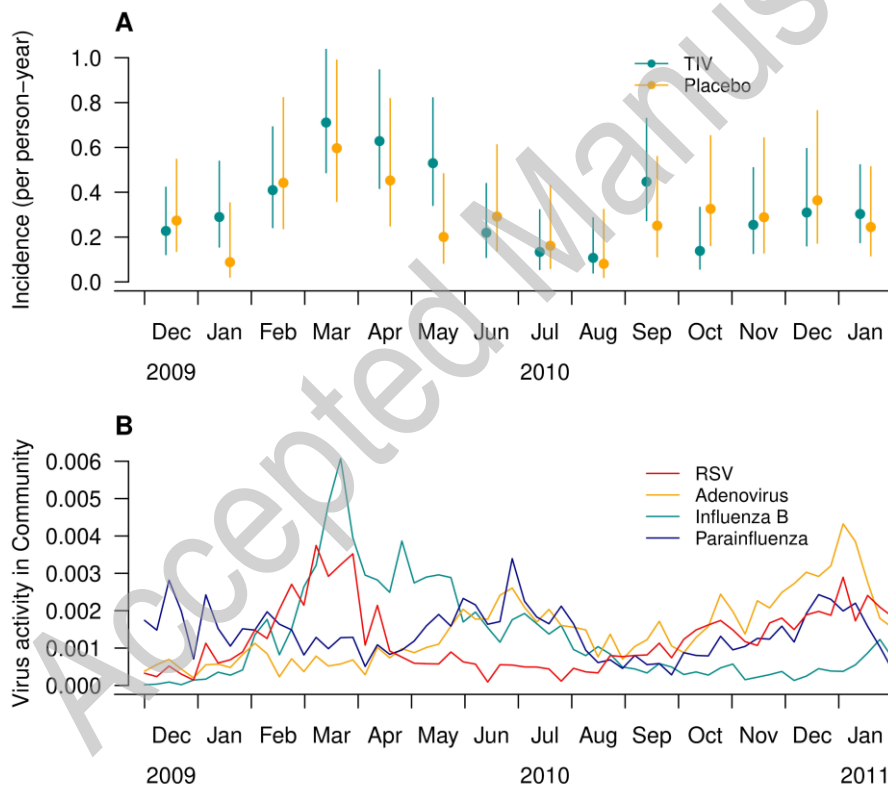 A
Incidence (per person−year)
1.0
0.8
0.6
0.4
0.2
0.0
TIV
Placebo
Dec Jan Feb Mar Apr May Jun Jul Aug Sep Oct Nov Dec Jan
2009 2010
B
Virus activity in Community
0.006
0.005
0.004
0.003
0.002
0.001
0.000
RSV
Adenovirus
Influenza B
Parainfluenza
Dec Jan Feb Mar Apr May Jun Jul Aug Sep Oct Nov Dec Jan
2009 2010 2011
Accepted Manus